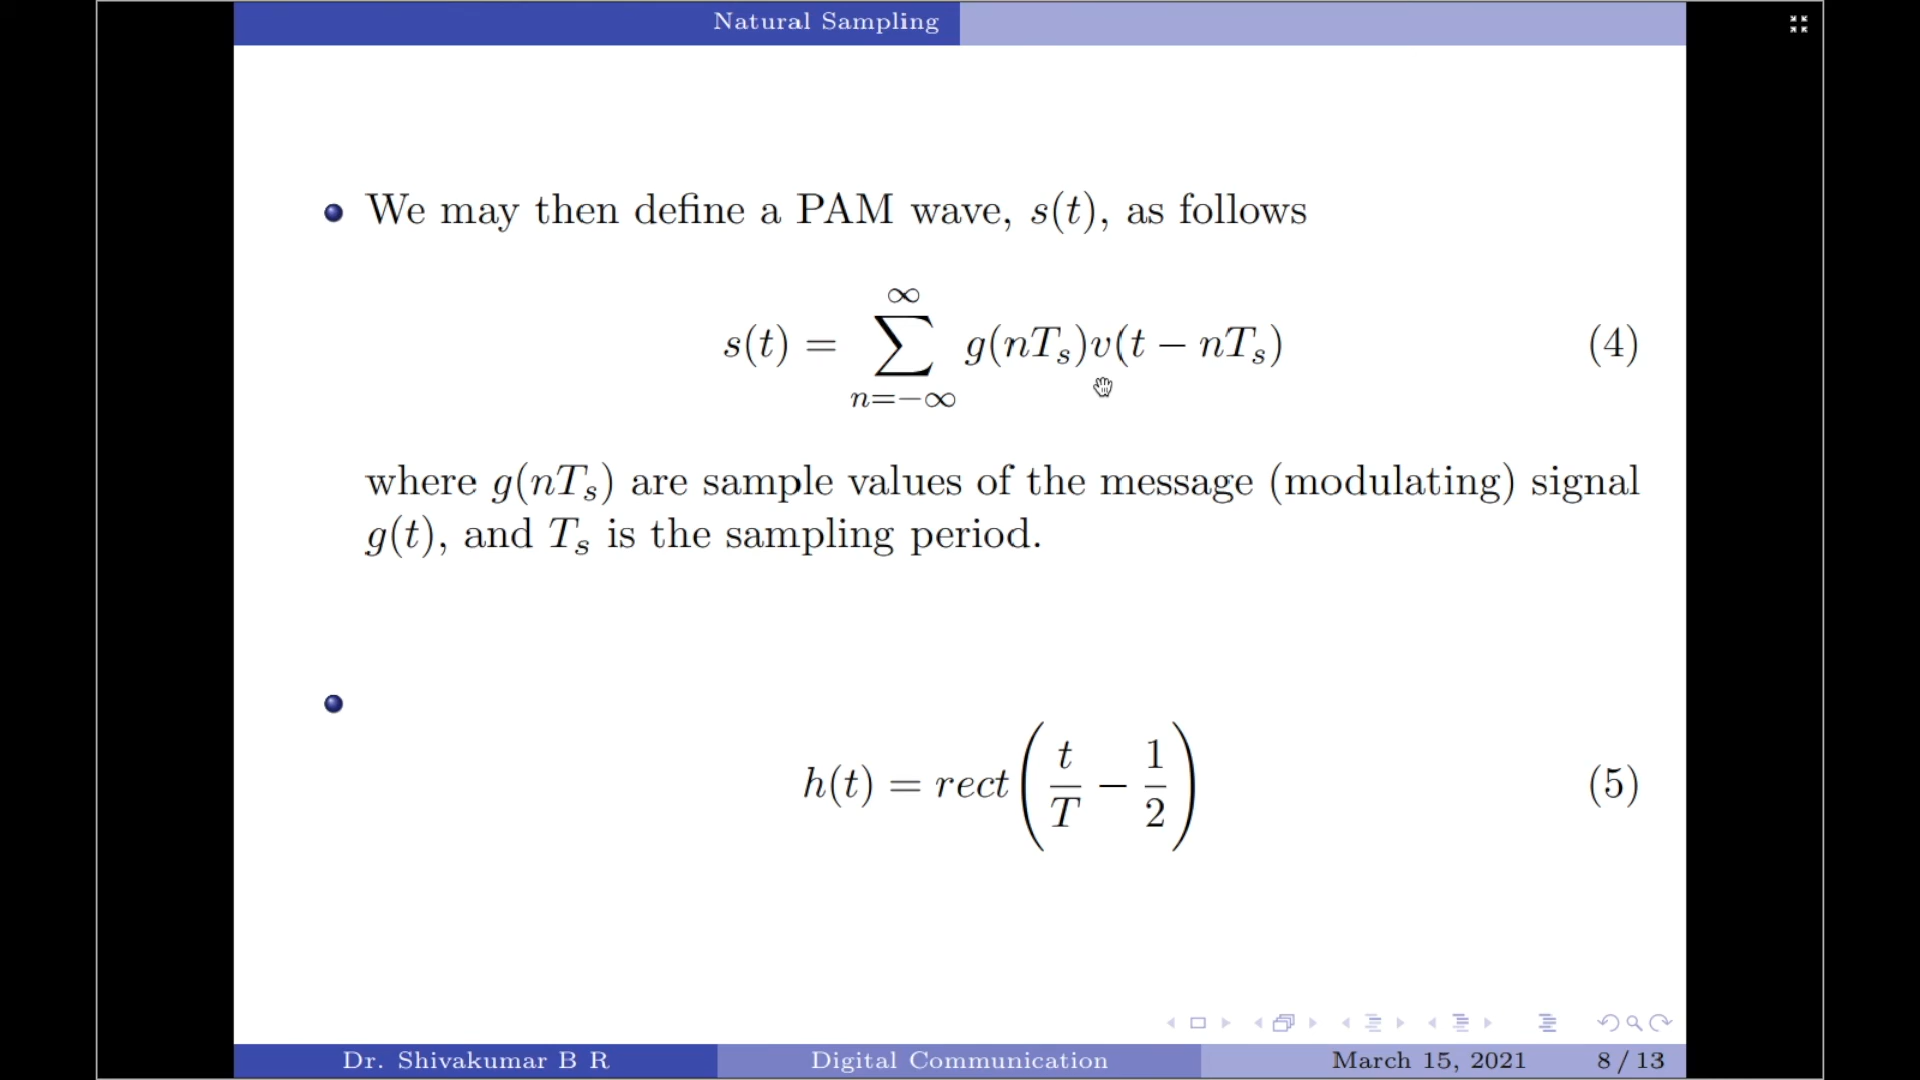 Natural Sampling
We may then define a PAM wave, s(t), as follows
s(t) = ∑_{n=−∞}^{∞} g(nT_s)v(t − nT_s) (4)
where g(nT_s) are sample values of the message (modulating) signal
g(t), and T_s is the sampling period.
h(t) = rect(t/T − 1/2) (5)
Dr. Shivakumar B R Digital Communication March 15, 2021 8 / 13